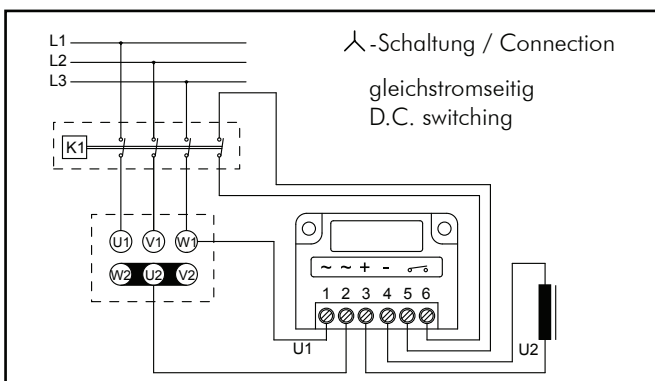 L1
L2
L3
-Schaltung / Connection
gleichstromseitig
D.C. switching
K1
U1 V1 W1
W2 U2 V2
~ ~ + -
1 2 3 4 5 6
U1
U2